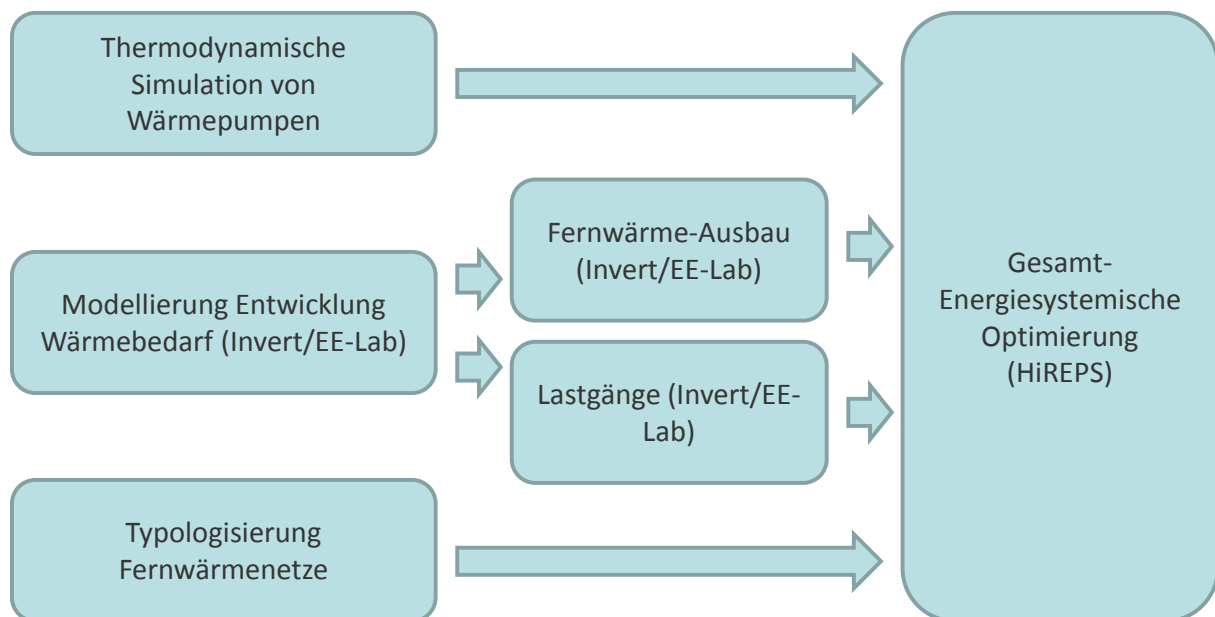 Thermodynamische
Simulation von
Wärmepumpen
Modellierung Entwicklung
Wärmebedarf (Invert/EE-Lab)
Fernwärme-Ausbau
(Invert/EE-Lab)
Lastgänge (Invert/EE-
Lab)
Typologisierung
Fernwärmenetze
Gesamt-
Energiesystemische
Optimierung
(HiREPS)